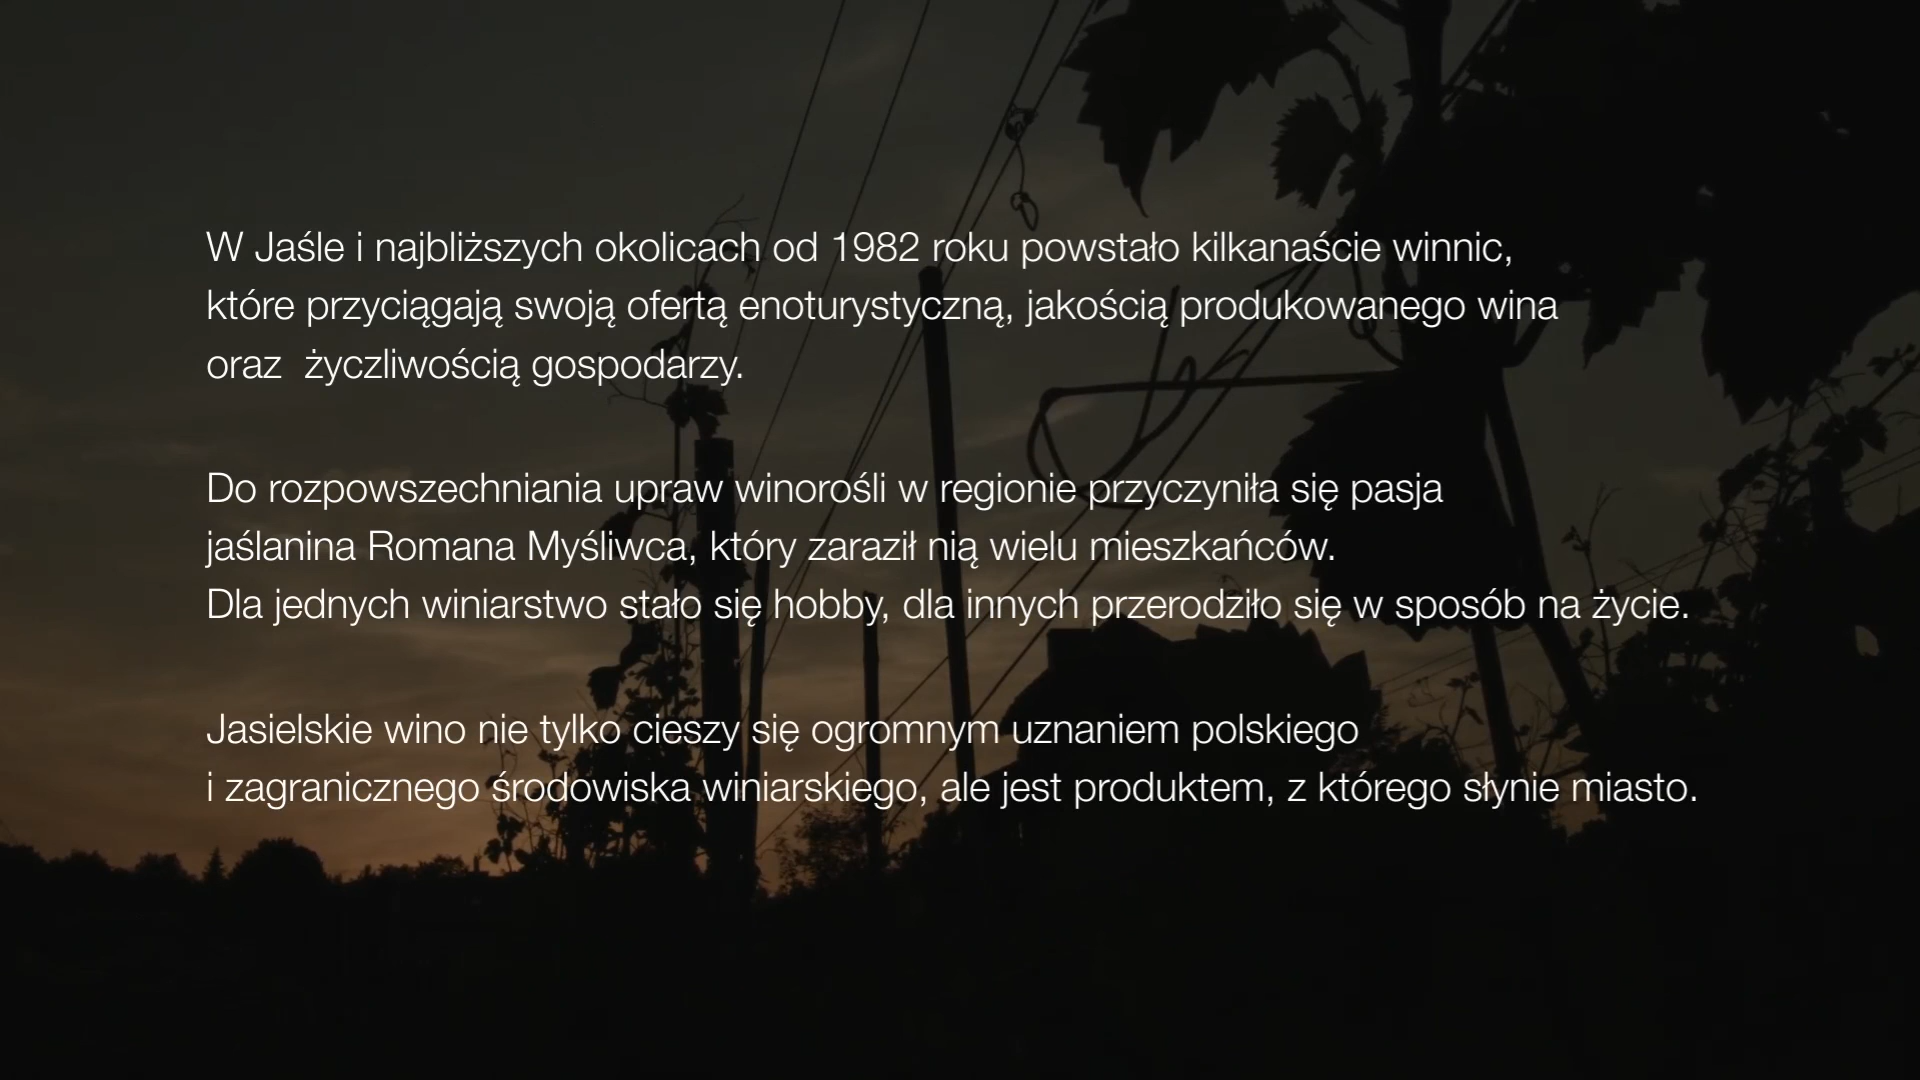 W Jaśle i najbliższych okolicach od 1982 roku powstało kilkanaście winnic,
które przyciągają swoją ofertą enoturystyczną, jakością produkowanego wina
oraz  życzliwością gospodarzy.
Do rozpowszechniania upraw winorośli w regionie przyczyniła się pasja
jaślanina Romana Myśliwca, który zaraził nią wielu mieszkańców.
Dla jednych winiarstwo stało się hobby, dla innych przerodziło się w sposób na życie.
Jasielskie wino nie tylko cieszy się ogromnym uznaniem polskiego
i zagranicznego środowiska winiarskiego, ale jest produktem, z którego słynie miasto.